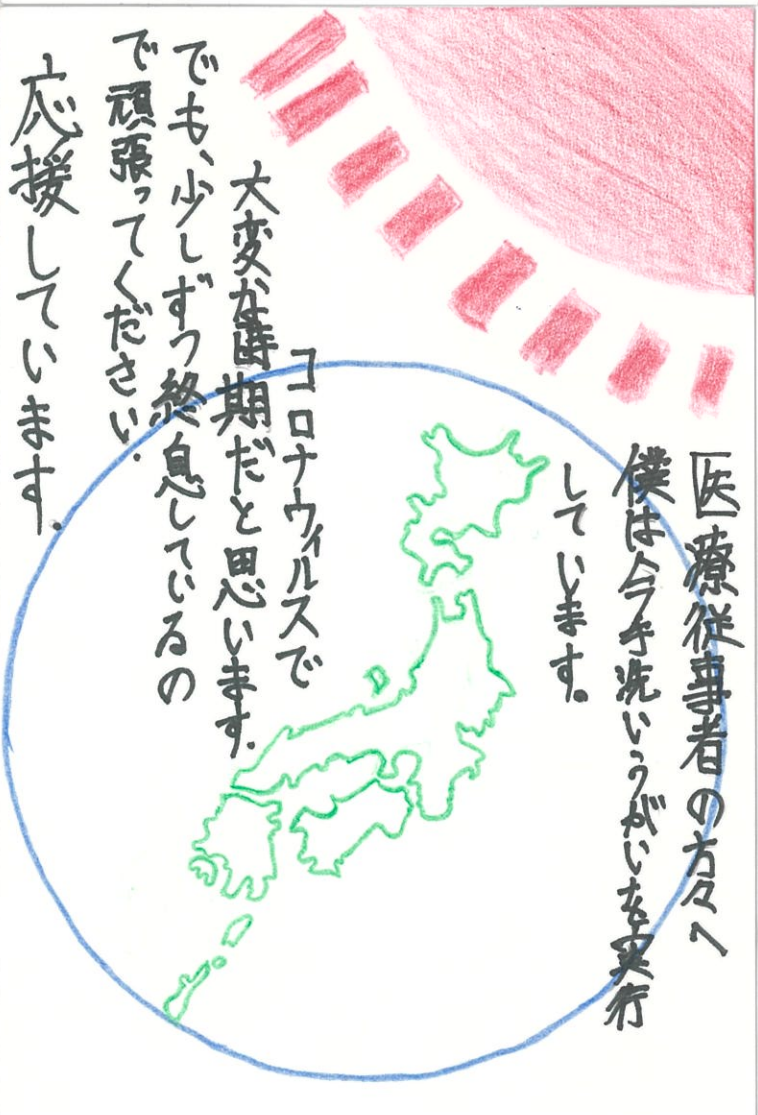 医療従事者の方々へ
僕は今手洗いうがいを実行
しています。
コロナウィルスで
大変な時期だと思います。
でも、少しずつ終息しているの
で頑張ってください。
応援しています。